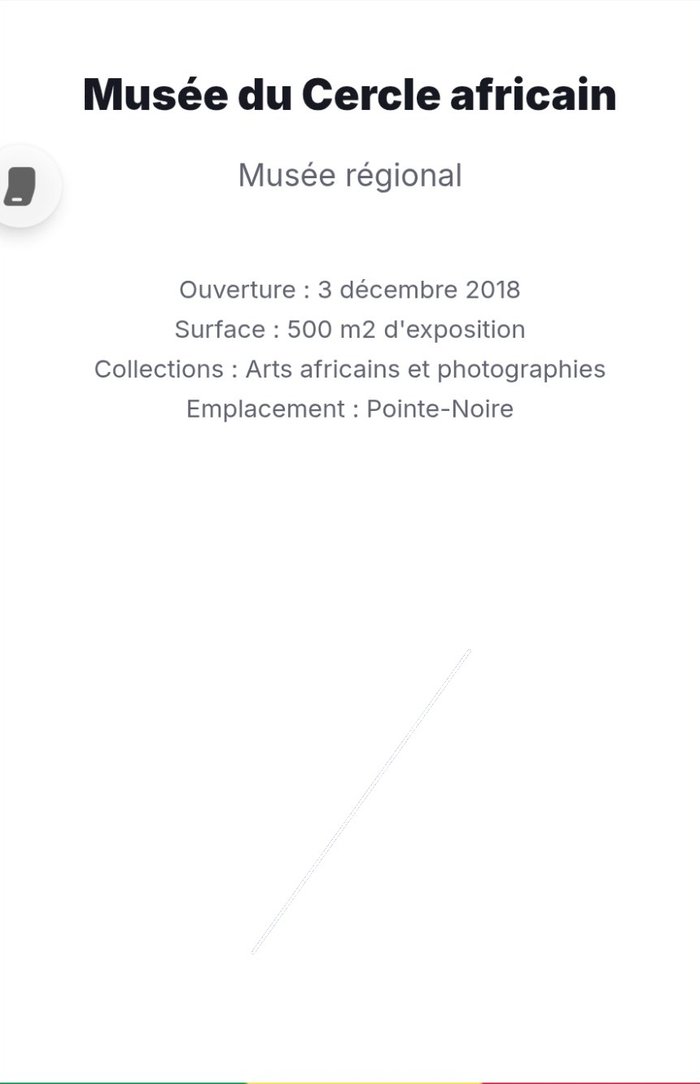 Musée du Cercle africain
Musée régional
Ouverture : 3 décembre 2018
Surface : 500 m2 d'exposition
Collections : Arts africains et photographies
Emplacement : Pointe-Noire